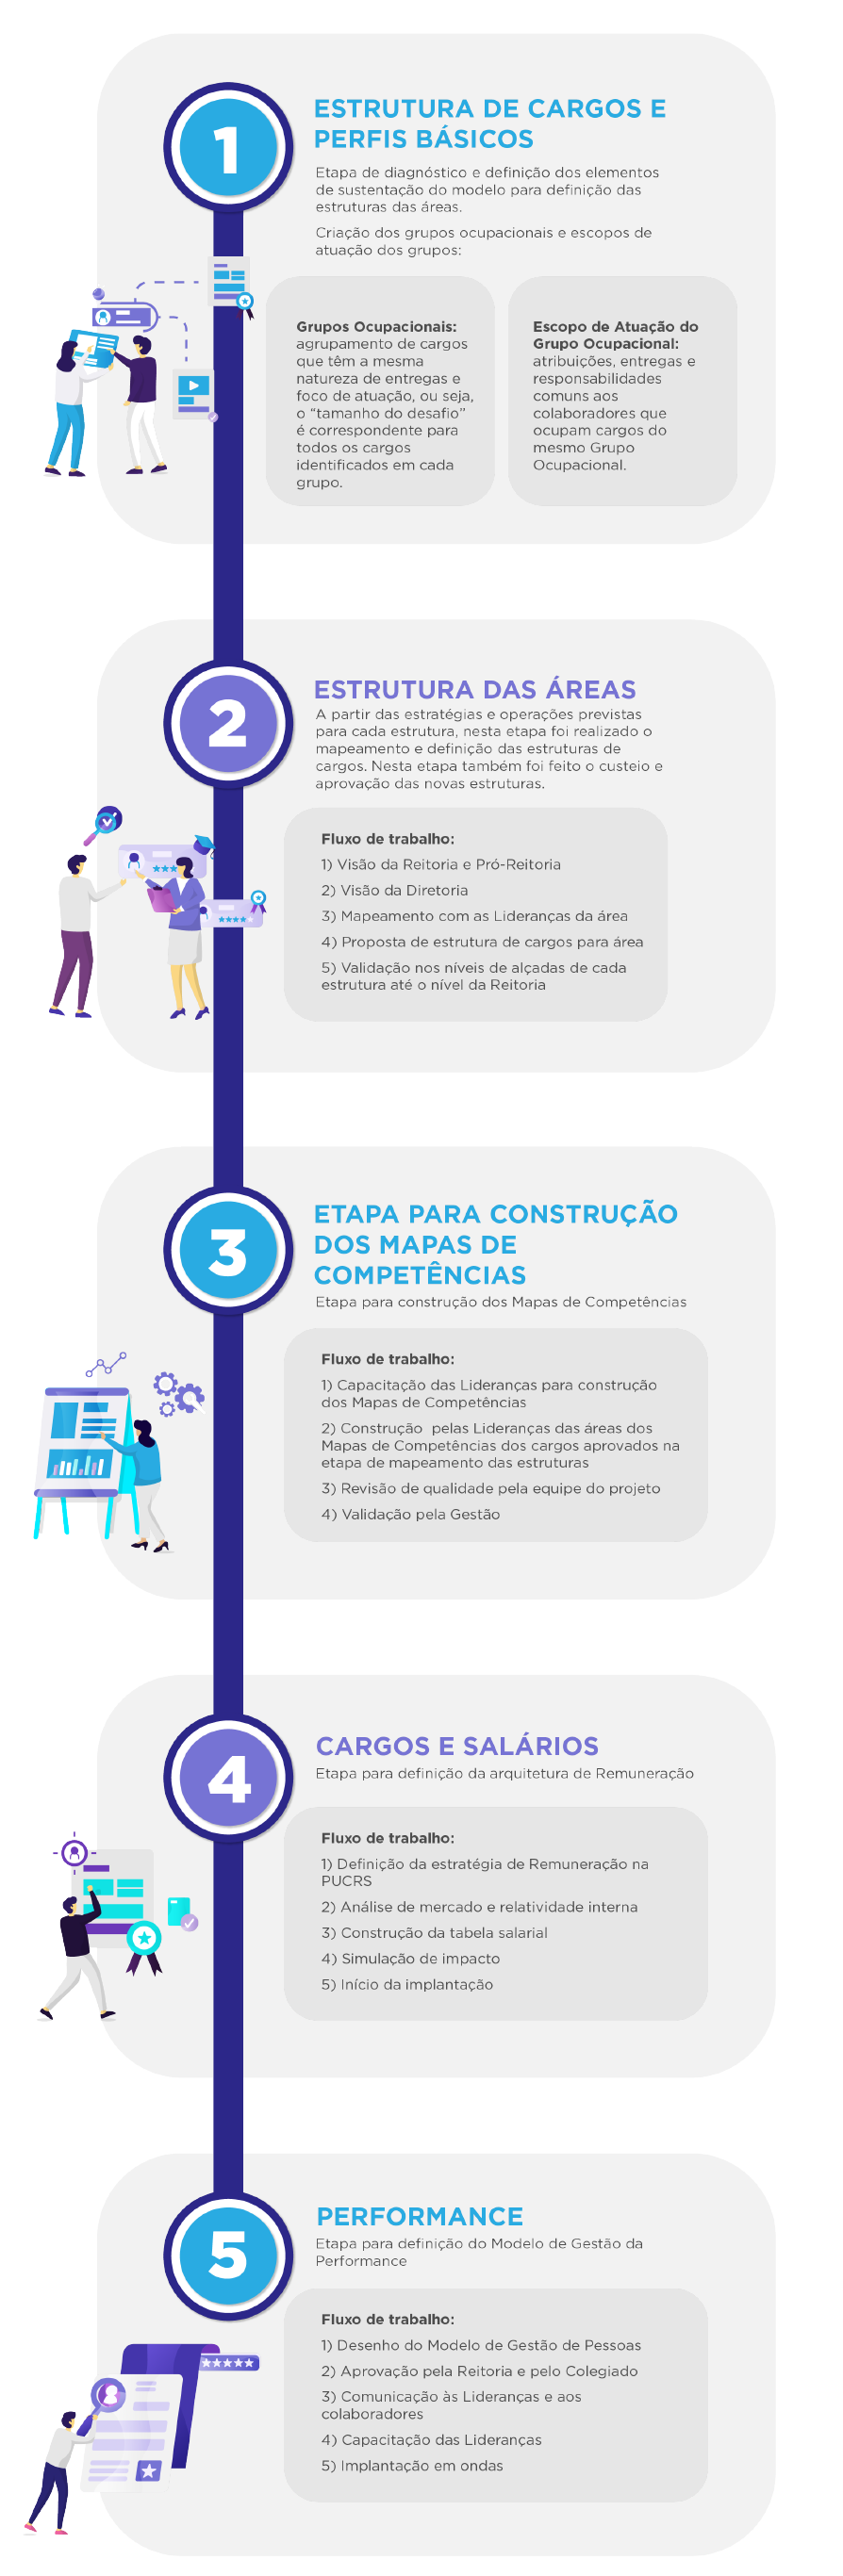 1
ESTRUTURA DE CARGOS E
PERFIS BÁSICOS
Etapa de diagnóstico e definição dos elementos
de sustentação do modelo para definição das
estruturas das áreas.
Criação dos grupos ocupacionais e escopos de
atuação dos grupos:
Grupos Ocupacionais:
agrupamento de cargos
que têm a mesma
natureza de entregas e
foco de atuação, ou seja,
o “tamanho do desafio”
é correspondente para
todos os cargos
identificados em cada
grupo.
Escopo de Atuação do
Grupo Ocupacional:
atribuições, entregas e
responsabilidades
comuns aos
colaboradores que
ocupam cargos do
mesmo Grupo
Ocupacional.
2
ESTRUTURA DAS ÁREAS
A partir das estratégias e operações previstas
para cada estrutura, nesta etapa foi realizado o
mapeamento e definição das estruturas de
cargos. Nesta etapa também foi feito o custeio e
aprovação das novas estruturas.
Fluxo de trabalho:
1) Visão da Reitoria e Pró-Reitoria
2) Visão da Diretoria
3) Mapeamento com as Lideranças da área
4) Proposta de estrutura de cargos para área
5) Validação nos níveis de alçadas de cada
estrutura até o nível da Reitoria
3
ETAPA PARA CONSTRUÇÃO
DOS MAPAS DE
COMPETÊNCIAS
Etapa para construção dos Mapas de Competências
Fluxo de trabalho:
1) Capacitação das Lideranças para construção
dos Mapas de Competências
2) Construção pelas Lideranças das áreas dos
Mapas de Competências dos cargos aprovados na
etapa de mapeamento das estruturas
3) Revisão de qualidade pela equipe do projeto
4) Validação pela Gestão
4
CARGOS E SALÁRIOS
Etapa para definição da arquitetura de Remuneração
Fluxo de trabalho:
1) Definição da estratégia de Remuneração na
PUCRS
2) Análise de mercado e relatividade interna
3) Construção da tabela salarial
4) Simulação de impacto
5) Início da implantação
5
PERFORMANCE
Etapa para definição do Modelo de Gestão da
Performance
Fluxo de trabalho:
1) Desenho do Modelo de Gestão de Pessoas
2) Aprovação pela Reitoria e pelo Colegiado
3) Comunicação às Lideranças e aos
colaboradores
4) Capacitação das Lideranças
5) Implantação em ondas